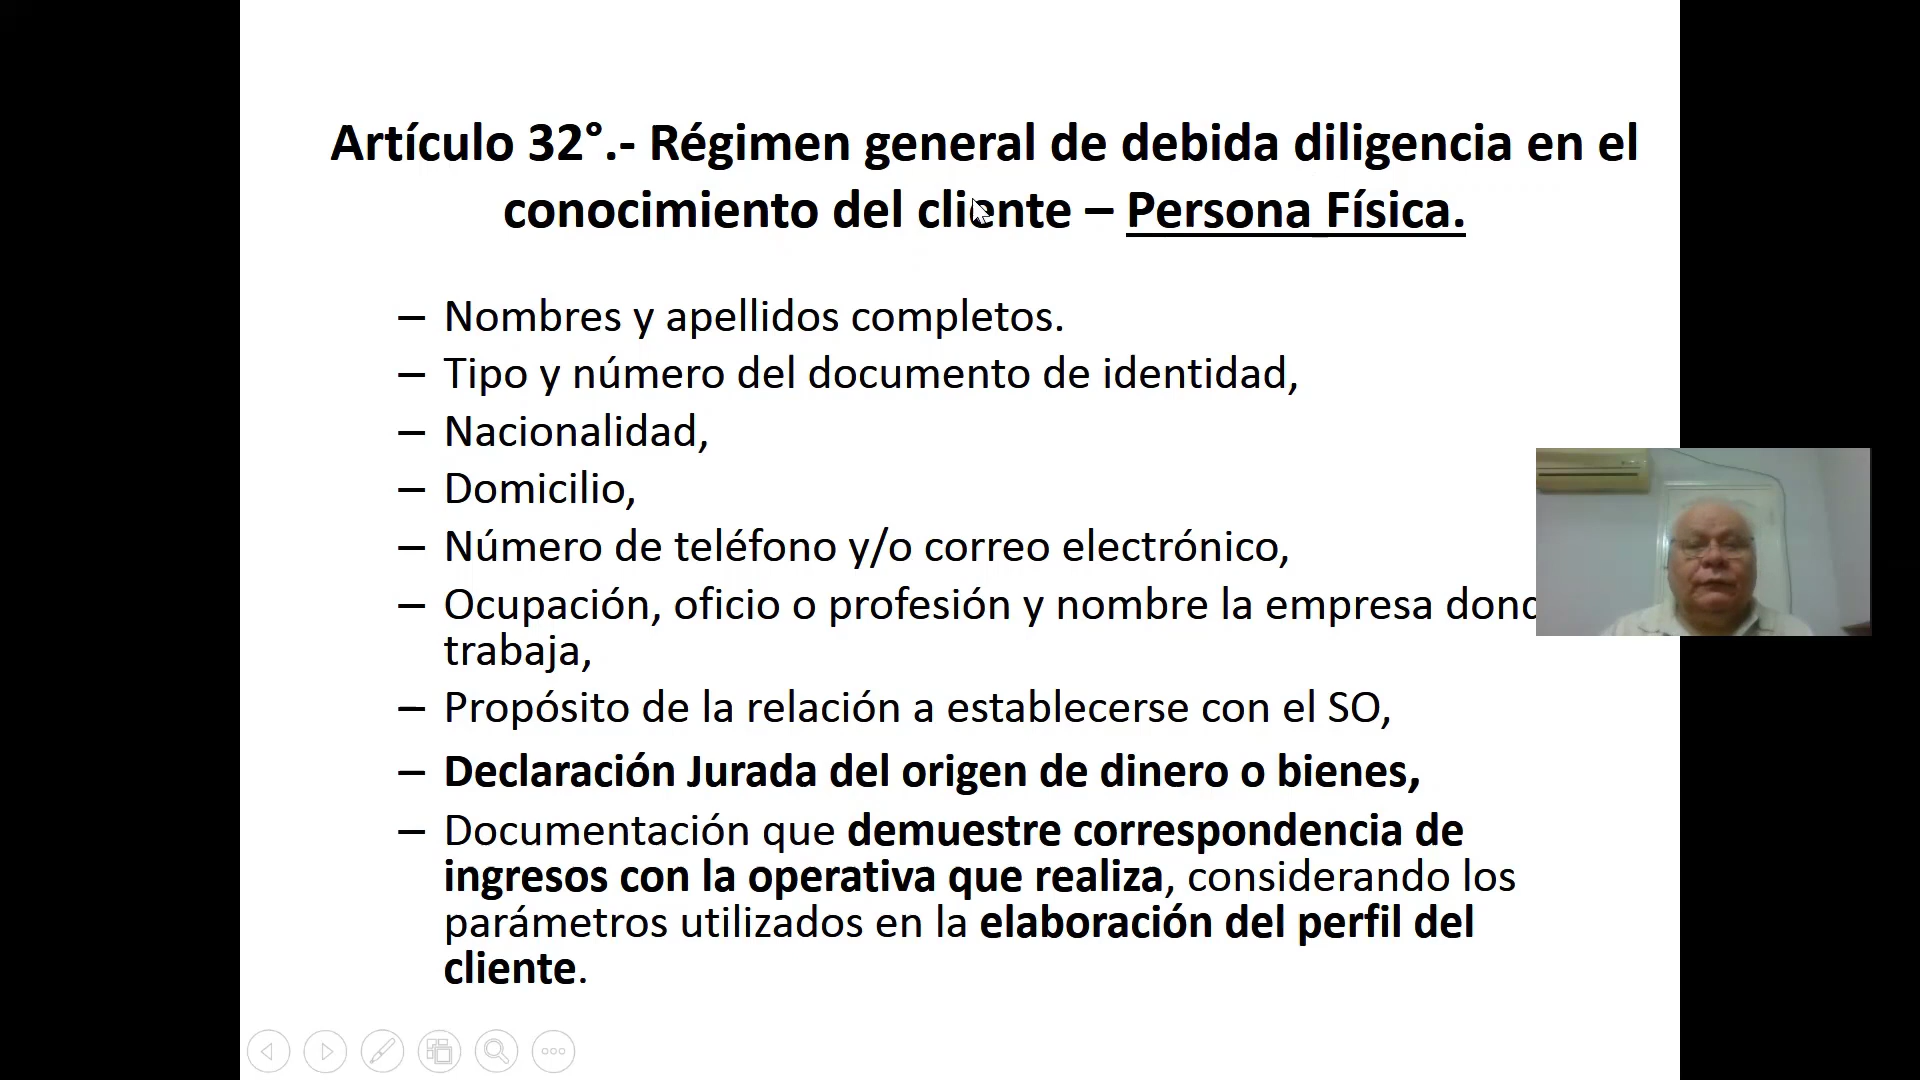 Artículo 32°.- Régimen general de debida diligencia en el
conocimiento del cliente – Persona Física.
– Nombres y apellidos completos.
– Tipo y número del documento de identidad,
– Nacionalidad,
– Domicilio,
– Número de teléfono y/o correo electrónico,
– Ocupación, oficio o profesión y nombre la empresa
trabaja,
– Propósito de la relación a establecerse con el SO,
– Declaración Jurada del origen de dinero o bienes,
– Documentación que demuestre correspondencia de
ingresos con la operativa que realiza, considerando los
parámetros utilizados en la elaboración del perfil del
cliente.